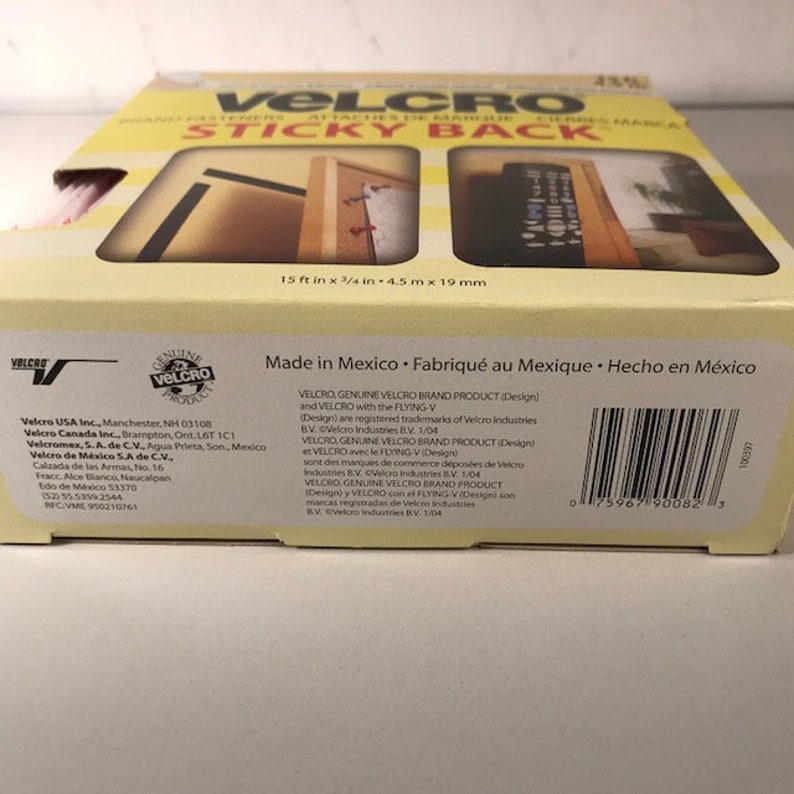 VELCRO
BRAND FASTENERS ATTACHES DE MARQUE CIERRES MARCA
STICKY BACK®
15 ft in x 3/4 in • 4.5 m x 19 mm
VELCRO
GENUINE
VELCRO
PRODUCT
Made in Mexico • Fabriqué au Mexique • Hecho en México
Velcro USA Inc., Manchester, NH 03108
Velcro Canada Inc., Brampton, Ont. L6T 1C1
Velcromex, S.A. de C.V., Agua Prieta, Son., Mexico
Velcro de México S.A de C.V.,
Calzada de las Armas, No. 16
Fracc. Alce Blanco, Naucalpan
Edo de México 53370
(52) 55.5359.2544
RFC: VME 950210761
VELCRO, GENUINE VELCRO BRAND PRODUCT (Design)
and VELCRO with the FLYING-V
(Design) are registered trademarks of Velcro Industries
B.V. ©Velcro Industries B.V. 1/04
VELCRO, GENUINE VELCRO BRAND PRODUCT (Design)
et VELCRO avec le FLYING-V (Design)
sont des marques de commerce déposées de Velcro
Industries B.V. ©Velcro Industries B.V. 1/04
VELCRO, GENUINE VELCRO BRAND PRODUCT
(Design) y VELCRO con el FLYING-V (Design) son
marcas registradas de Velcro Industries
B.V. ©Velcro Industries B.V. 1/04
100397
0 75967 90082 3